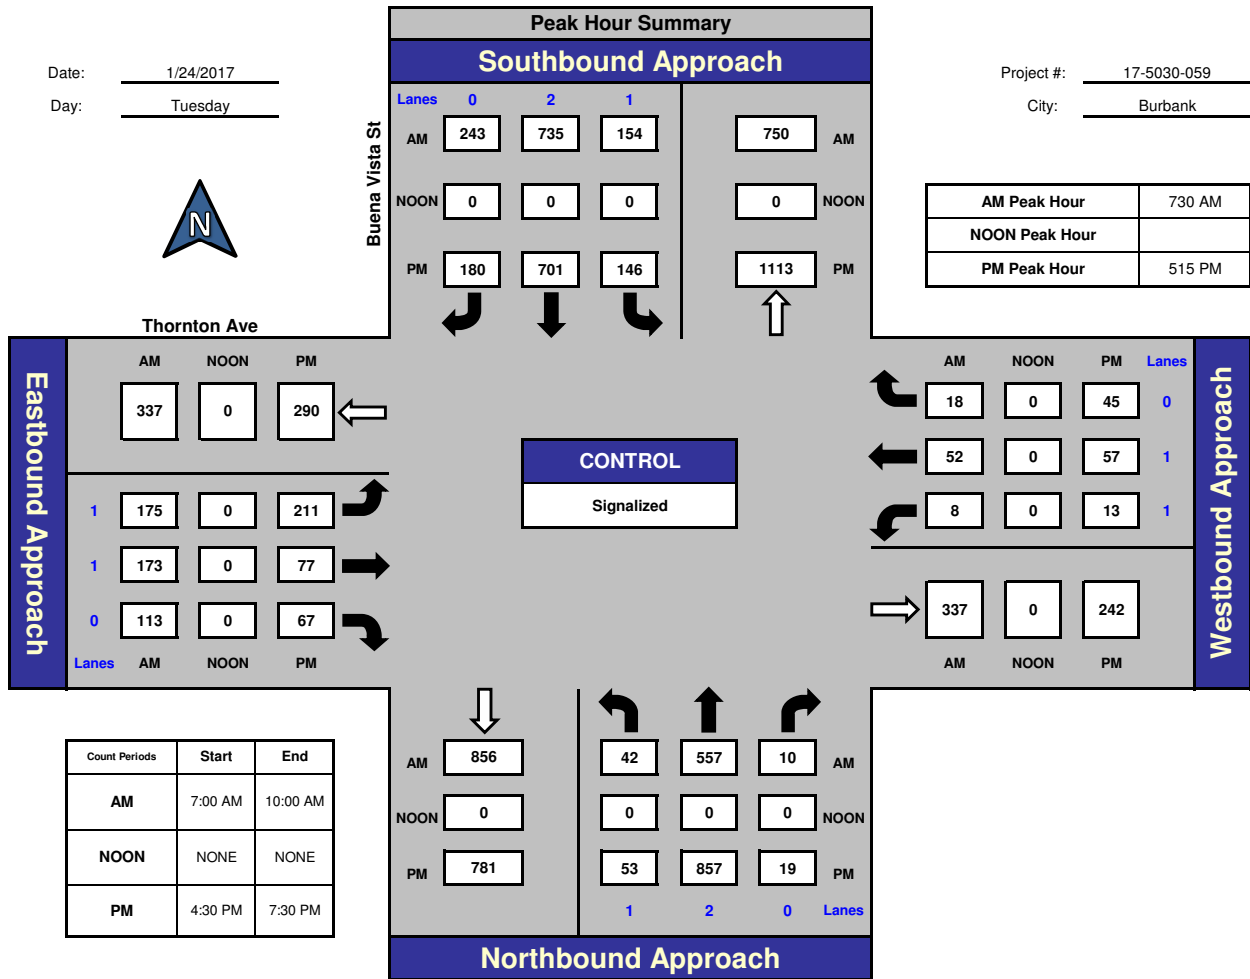 Peak Hour Summary
Southbound Approach
Date: 1/24/2017
Day: Tuesday
Project #: 17-5030-059
City: Burbank
N
Buena Vista St
Lanes 0 2 1
AM 243 735 154 750 AM
NOON 0 0 0 0 NOON
PM 180 701 146 1113 PM
AM Peak Hour 730 AM
NOON Peak Hour
PM Peak Hour 515 PM
Thornton Ave
Eastbound Approach
AM NOON PM
337 0 290
1 175 0 211
1 173 0 77
0 113 0 67
Lanes AM NOON PM
CONTROL
Signalized
AM NOON PM Lanes
18 0 45 0
52 0 57 1
8 0 13 1
337 0 242
AM NOON PM
Westbound Approach
Count Periods Start End
AM 7:00 AM 10:00 AM
NOON NONE NONE
PM 4:30 PM 7:30 PM
AM 856 42 557 10 AM
NOON 0 0 0 0 NOON
PM 781 53 857 19 PM
1 2 0 Lanes
Northbound Approach